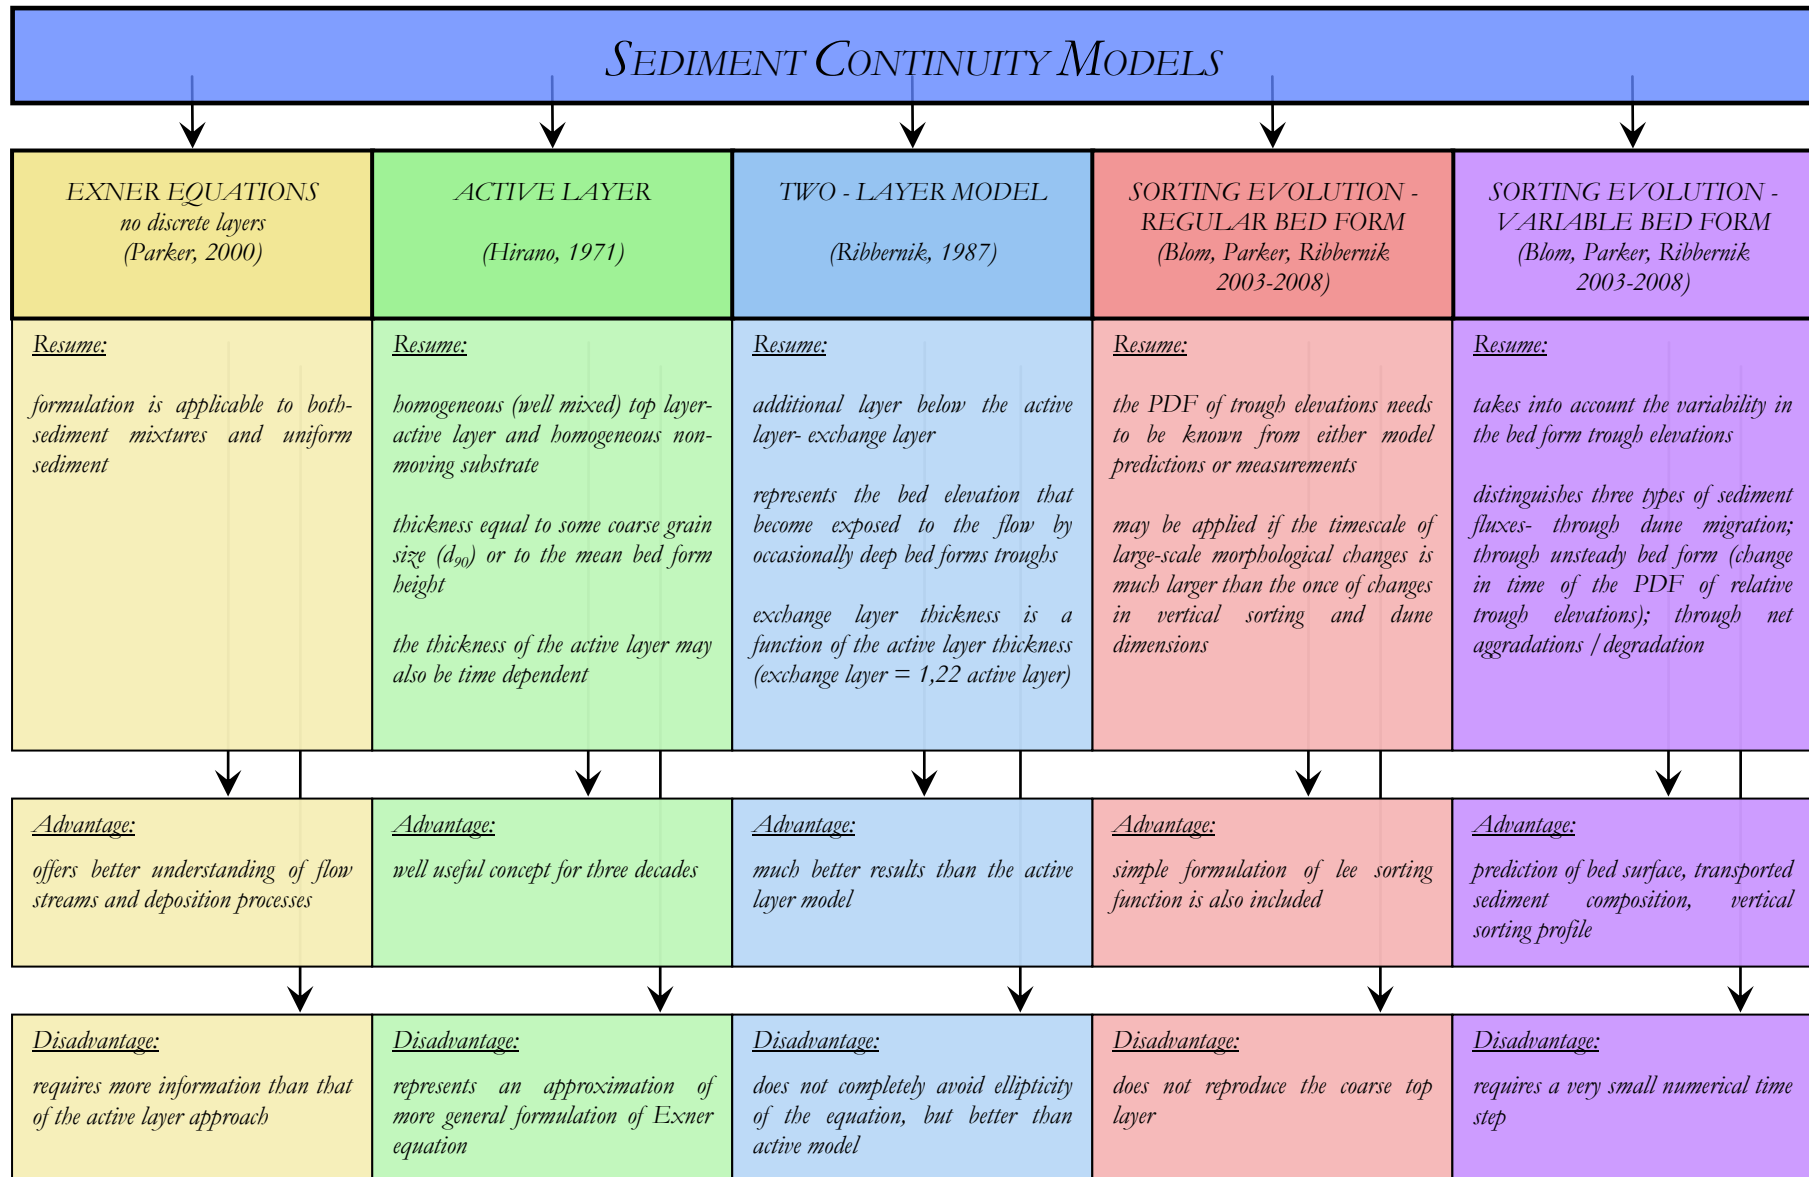 SEDIMENT CONTINUITY MODELS
EXNER EQUATIONS
no discrete layers
(Parker, 2000)
ACTIVE LAYER
(Hirano, 1971)
TWO - LAYER MODEL
(Ribbernik, 1987)
SORTING EVOLUTION -
REGULAR BED FORM
(Blom, Parker, Ribbernik
2003-2008)
SORTING EVOLUTION -
VARIABLE BED FORM
(Blom, Parker, Ribbernik
2003-2008)
Resume:
formulation is applicable to both-
sediment mixtures and uniform
sediment
Resume:
homogeneous (well mixed) top layer-
active layer and homogeneous non-
moving substrate
thickness equal to some coarse grain
size (d90) or to the mean bed form
height
the thickness of the active layer may
also be time dependent
Resume:
additional layer below the active
layer- exchange layer
represents the bed elevation that
become exposed to the flow by
occasionally deep bed forms troughs
exchange layer thickness is a
function of the active layer thickness
(exchange layer = 1,22 active layer)
Resume:
the PDF of trough elevations needs
to be known from either model
predictions or measurements
may be applied if the timescale of
large-scale morphological changes is
much larger than the once of changes
in vertical sorting and dune
dimensions
Resume:
takes into account the variability in
the bed form trough elevations
distinguishes three types of sediment
fluxes- through dune migration;
through unsteady bed form (change
in time of the PDF of relative
trough elevations); through net
aggradations /degradation
Advantage:
offers better understanding of flow
streams and deposition processes
Advantage:
well useful concept for three decades
Advantage:
much better results than the active
layer model
Advantage:
simple formulation of lee sorting
function is also included
Advantage:
prediction of bed surface, transported
sediment composition, vertical
sorting profile
Disadvantage:
requires more information than that
of the active layer approach
Disadvantage:
represents an approximation of
more general formulation of Exner
equation
Disadvantage:
does not completely avoid ellipticity
of the equation, but better than
active model
Disadvantage:
does not reproduce the coarse top
layer
Disadvantage:
requires a very small numerical time
step